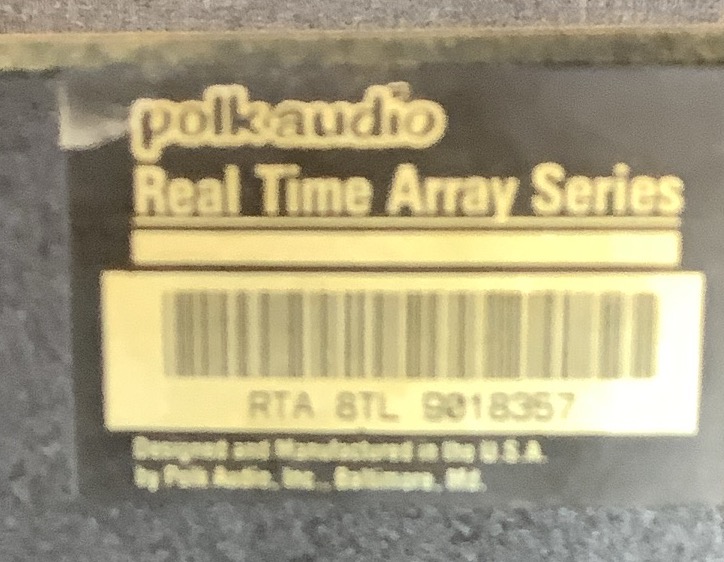 polk audio
Real Time Array Series
RTA 8TL 9018357
Designed and Manufactured in the U.S.A.
by Polk Audio, Inc., Baltimore, Md.